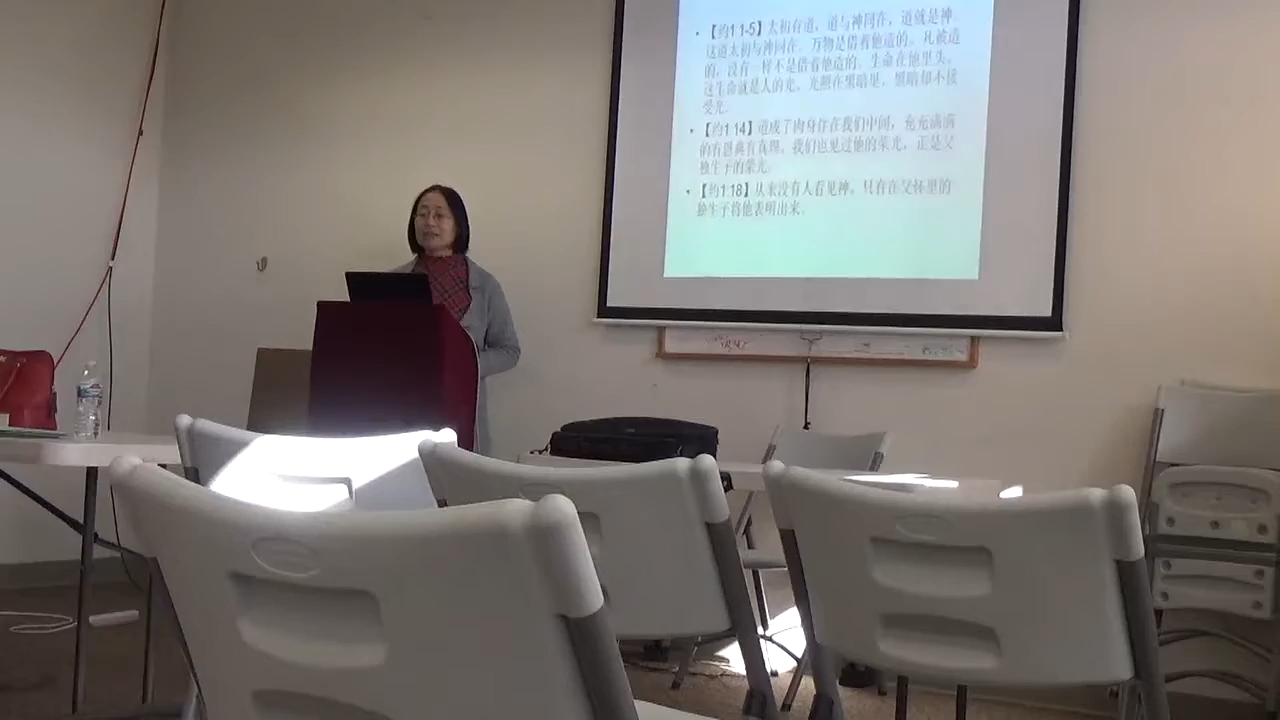 • 【约1:1-5】太初有道，道与神同在，道就是神。
这道太初与神同在。万物是借着他造的。凡被造
的，没有一样不是借着他造的。生命在他里头。
这生命就是人的光。光照在黑暗里，黑暗却不接
受光。
• 【约1:14】道成了肉身住在我们中间，充充满满
的有恩典有真理。我们也见过他的荣光，正是父
独生子的荣光。
• 【约1:18】从来没有人看见神。只有在父怀里的
独生子将他表明出来。